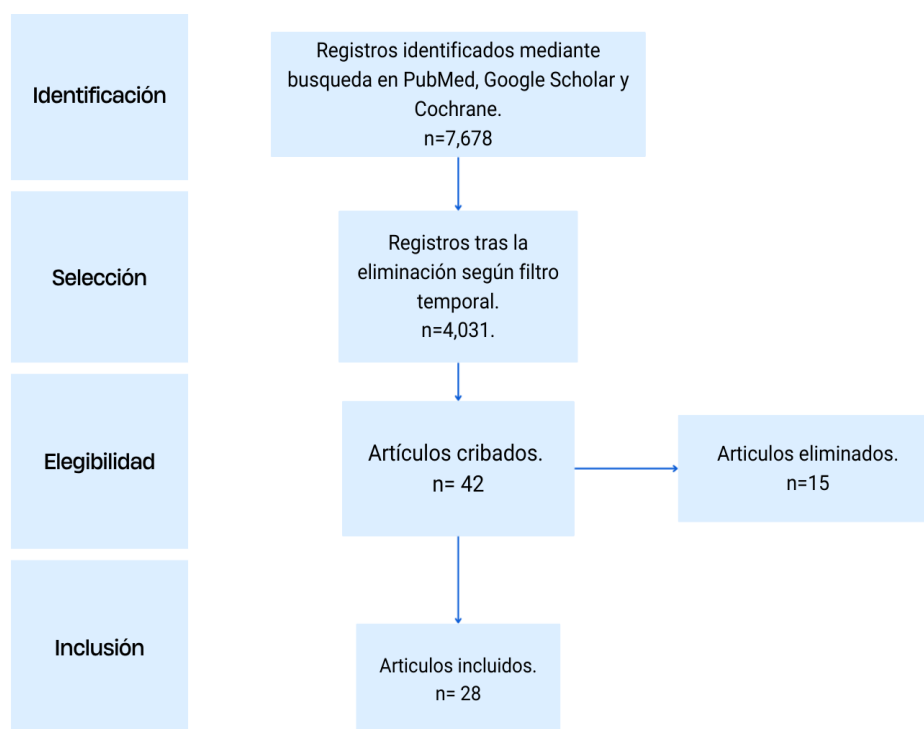 Identificación
Registros identificados mediante
busqueda en PubMed, Google Scholar y
Cochrane.
n=7,678
Selección
Registros tras la
eliminación según filtro
temporal.
n=4,031.
Elegibilidad
Artículos cribados.
n= 42
Articulos eliminados.
n=15
Inclusión
Articulos incluidos.
n= 28